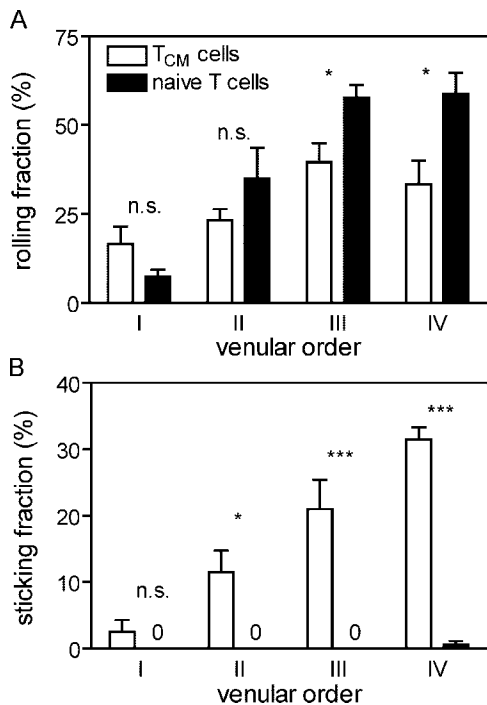 A
75
50
25
0
rolling fraction (%)
TCM cells
naive T cells
n.s.
n.s.
*
*
I II III IV
venular order
B
40
30
20
10
0
sticking fraction (%)
n.s.
*
***
***
0 0 0
I II III IV
venular order